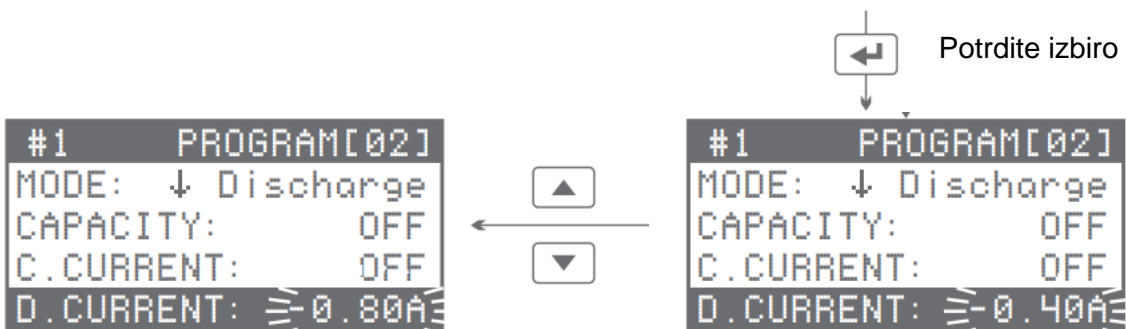 Potrdite izbiro
#1 PROGRAM[02]
MODE: ↓ Discharge
CAPACITY: OFF
C.CURRENT: OFF
D.CURRENT: -0.80A
#1 PROGRAM[02]
MODE: ↓ Discharge
CAPACITY: OFF
C.CURRENT: OFF
D.CURRENT: -0.40A